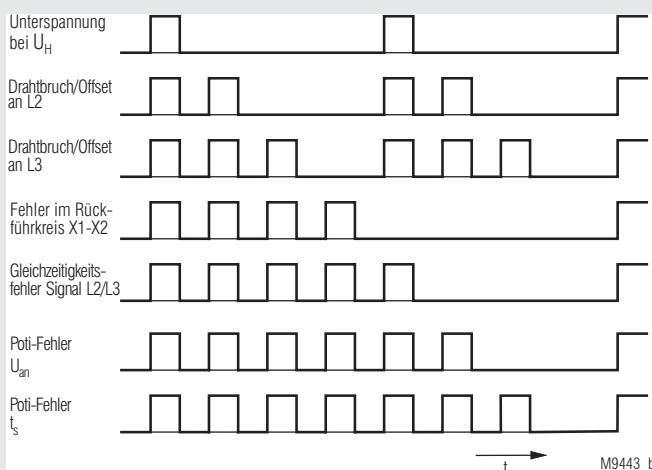 Unterspannung
bei U_H
Drahtbruch/Offset
an L2
Drahtbruch/Offset
an L3
Fehler im Rück-
führkreis X1-X2
Gleichzeitigkeits-
fehler Signal L2/L3
Poti-Fehler
U_an
Poti-Fehler
t_s
t
M9443_b